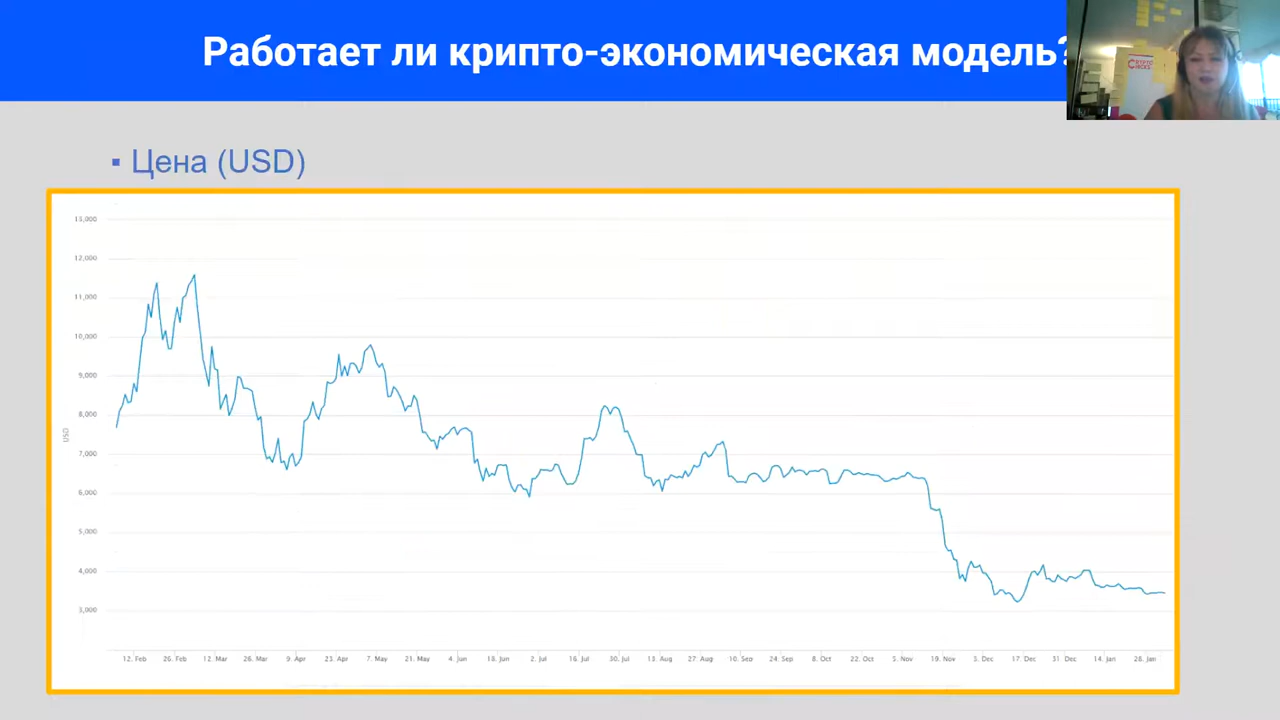 Работает ли крипто-экономическая модель?
▪ Цена (USD)
13,000
12,000
11,000
10,000
9,000
8,000
7,000
6,000
5,000
4,000
3,000
USD
12. Feb 26. Feb 12. Mar 26. Mar 9. Apr 23. Apr 7. May 21. May 4. Jun 18. Jun 2. Jul 16. Jul 30. Jul 13. Aug 27. Aug 10. Sep 24. Sep 8. Oct 22. Oct 5. Nov 19. Nov 3. Dec 17. Dec 31. Dec 14. Jan 28. Jan